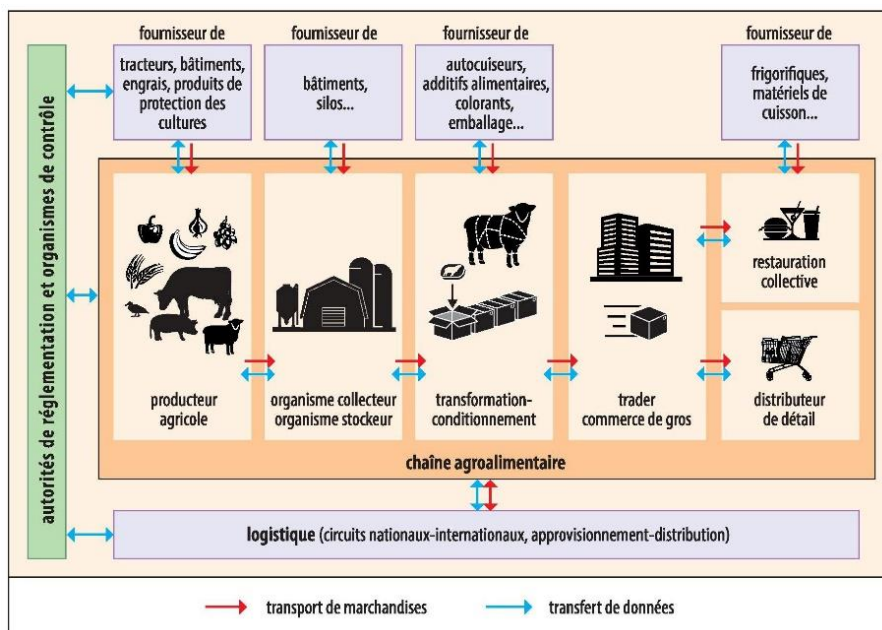 fournisseur de
tracteurs, bâtiments,
engrais, produits de
protection des
cultures
fournisseur de
bâtiments,
silos...
fournisseur de
autocuiseurs,
additifs alimentaires,
colorants,
emballage...
fournisseur de
frigorifiques,
matériels de
cuisson...
autorités de réglementation et organismes de contrôle
producteur
agricole
organisme collecteur
organisme stockeur
transformation-
conditionnement
trader
commerce de gros
restauration
collective
distributeur
de détail
chaîne agroalimentaire
logistique (circuits nationaux-internationaux, approvisionnement-distribution)
transport de marchandises
transfert de données